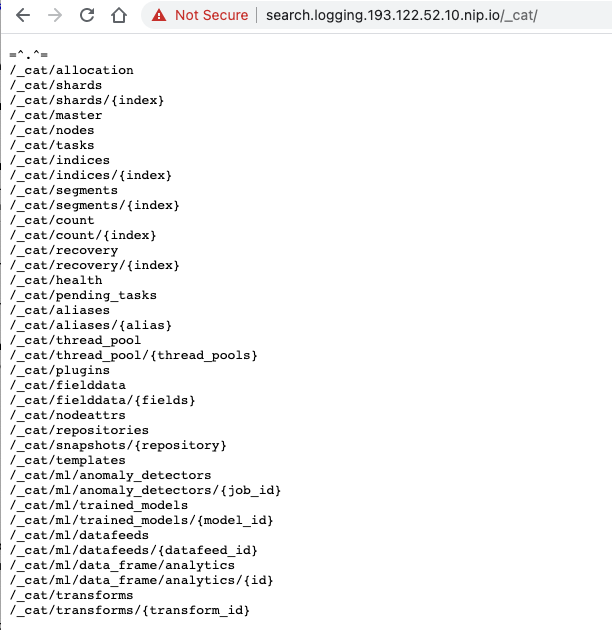 Not Secure | search.logging.193.122.52.10.nip.io/_cat/
=^.^=
/_cat/allocation
/_cat/shards
/_cat/shards/{index}
/_cat/master
/_cat/nodes
/_cat/tasks
/_cat/indices
/_cat/indices/{index}
/_cat/segments
/_cat/segments/{index}
/_cat/count
/_cat/count/{index}
/_cat/recovery
/_cat/recovery/{index}
/_cat/health
/_cat/pending_tasks
/_cat/aliases
/_cat/aliases/{alias}
/_cat/thread_pool
/_cat/thread_pool/{thread_pools}
/_cat/plugins
/_cat/fielddata
/_cat/fielddata/{fields}
/_cat/nodeattrs
/_cat/repositories
/_cat/snapshots/{repository}
/_cat/templates
/_cat/ml/anomaly_detectors
/_cat/ml/anomaly_detectors/{job_id}
/_cat/ml/trained_models
/_cat/ml/trained_models/{model_id}
/_cat/ml/datafeeds
/_cat/ml/datafeeds/{datafeed_id}
/_cat/ml/data_frame/analytics
/_cat/ml/data_frame/analytics/{id}
/_cat/transforms
/_cat/transforms/{transform_id}